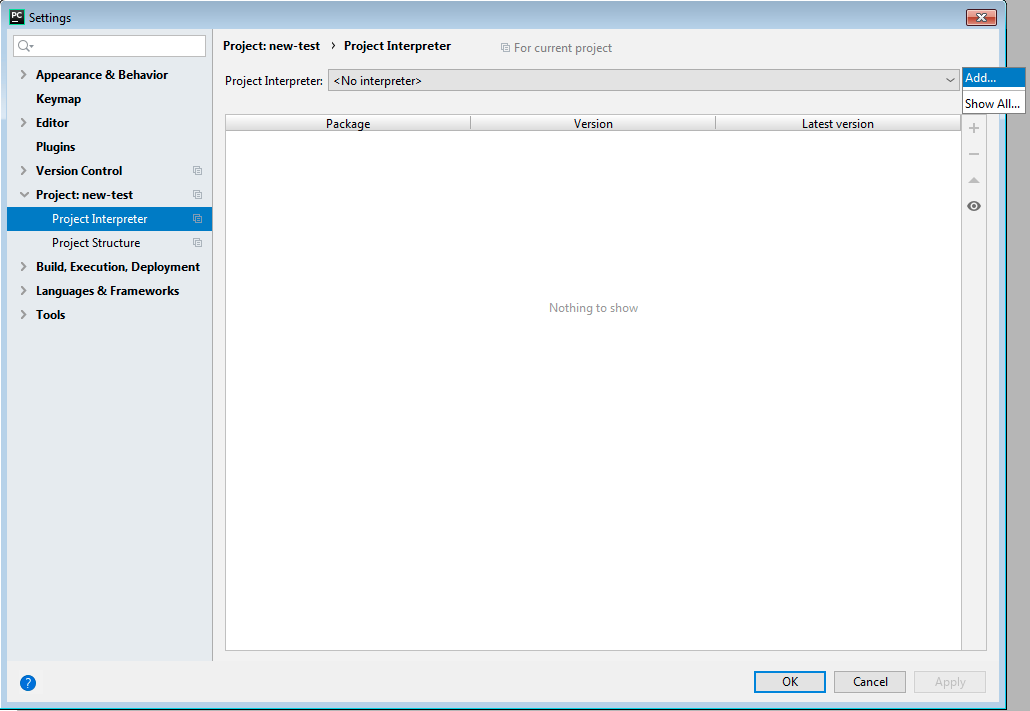 PC Settings
Project: new-test › Project Interpreter For current project
Appearance & Behavior
Keymap
Editor
Plugins
Version Control
Project: new-test
Project Interpreter
Project Structure
Build, Execution, Deployment
Languages & Frameworks
Tools
Project Interpreter: <No interpreter>
Add...
Show All...
Package Version Latest version
Nothing to show
?
OK Cancel Apply